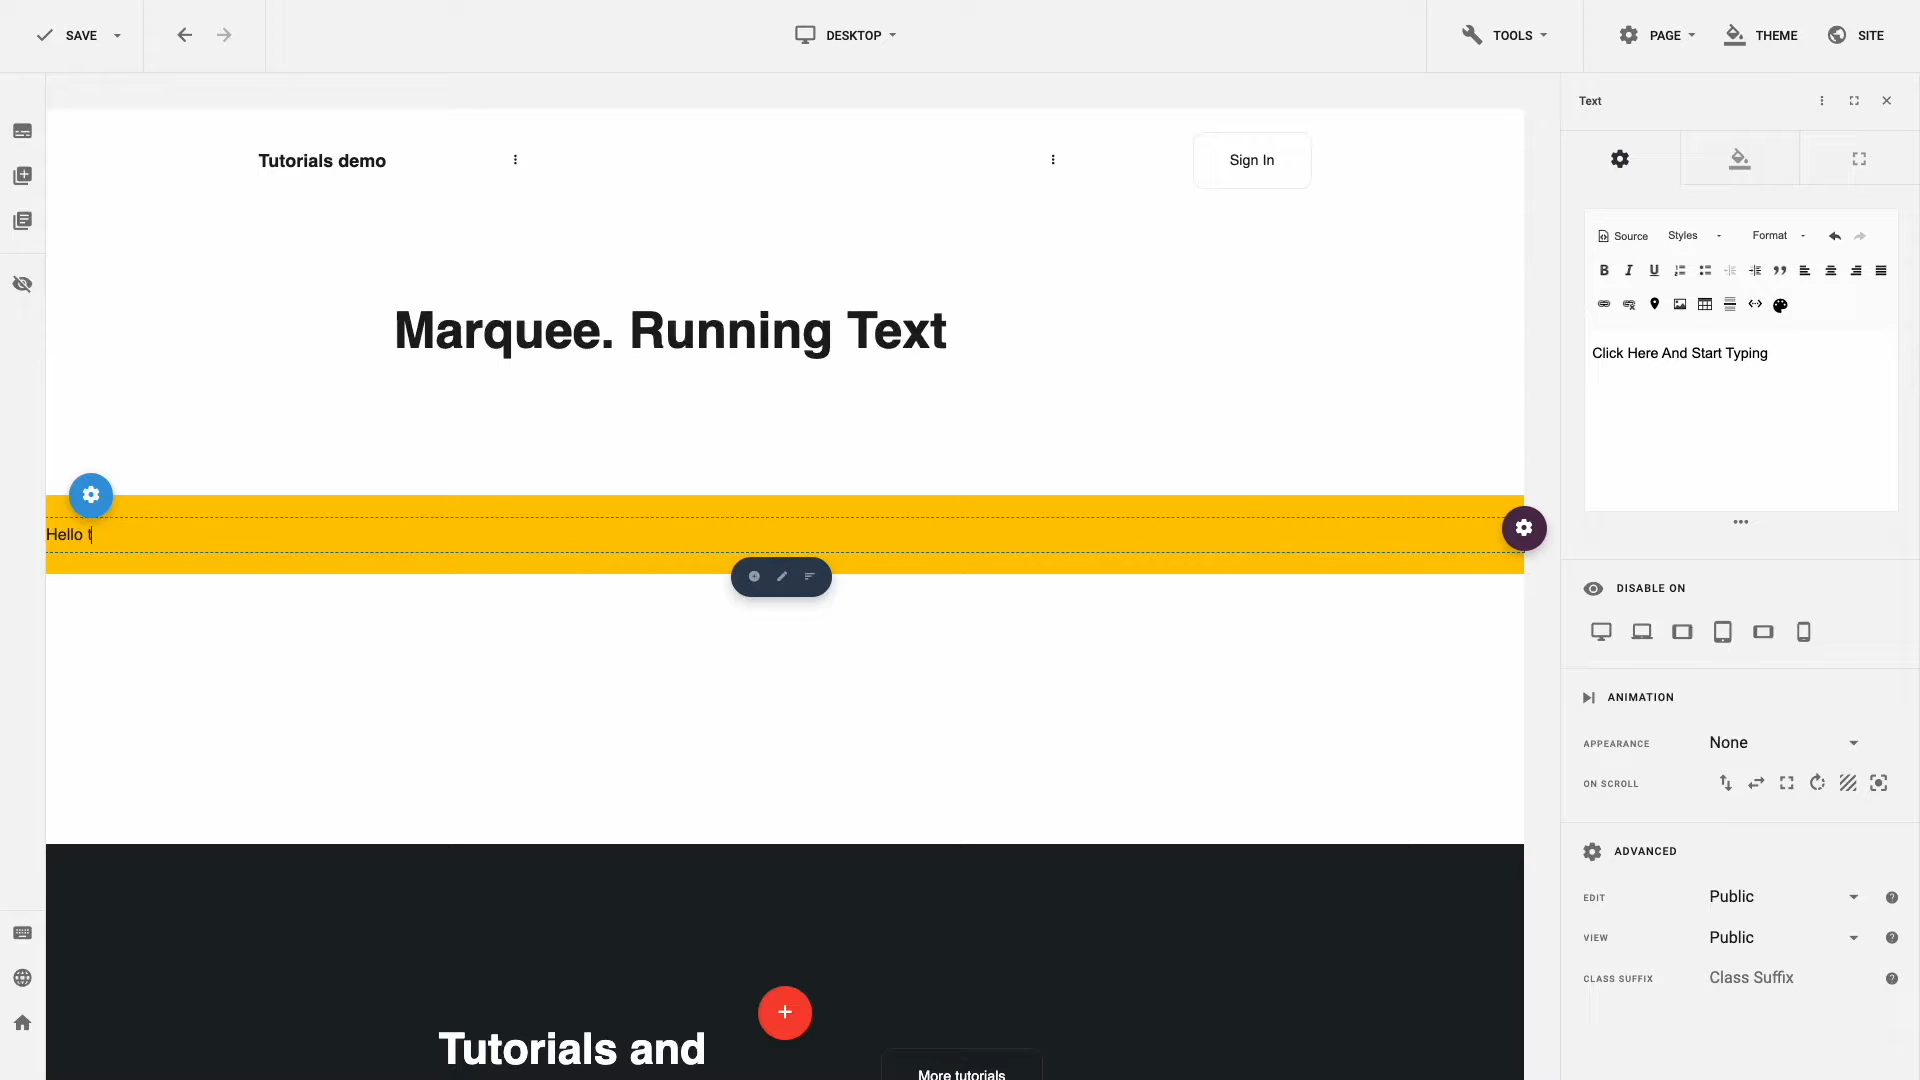 SAVE
DESKTOP
TOOLS
PAGE
THEME
SITE
Text
Tutorials demo
Sign In
Source
Styles
Format
B I U
Marquee. Running Text
Click Here And Start Typing
Hello t
DISABLE ON
ANIMATION
APPEARANCE
None
ON SCROLL
ADVANCED
EDIT
Public
VIEW
Public
CLASS SUFFIX
Class Suffix
Tutorials and
More tutorials